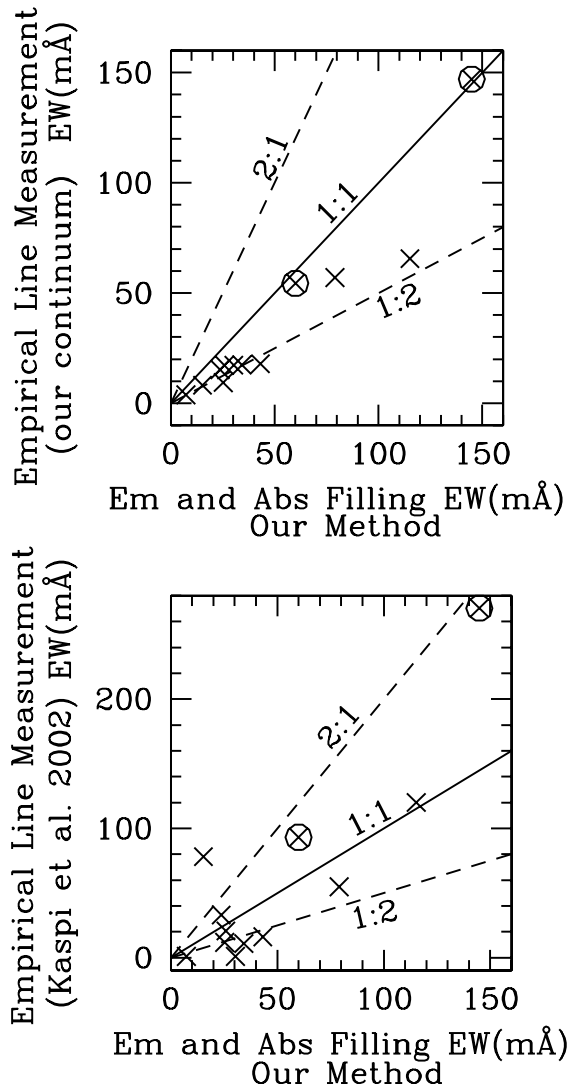 Empirical Line Measurement
(our continuum) EW(mÅ)
150
100
50
0
2:1
1:1
1:2
0 50 100 150
Em and Abs Filling EW(mÅ)
Our Method
Empirical Line Measurement
(Kaspi et al. 2002) EW(mÅ)
200
100
0
2:1
1:1
1:2
0 50 100 150
Em and Abs Filling EW(mÅ)
Our Method